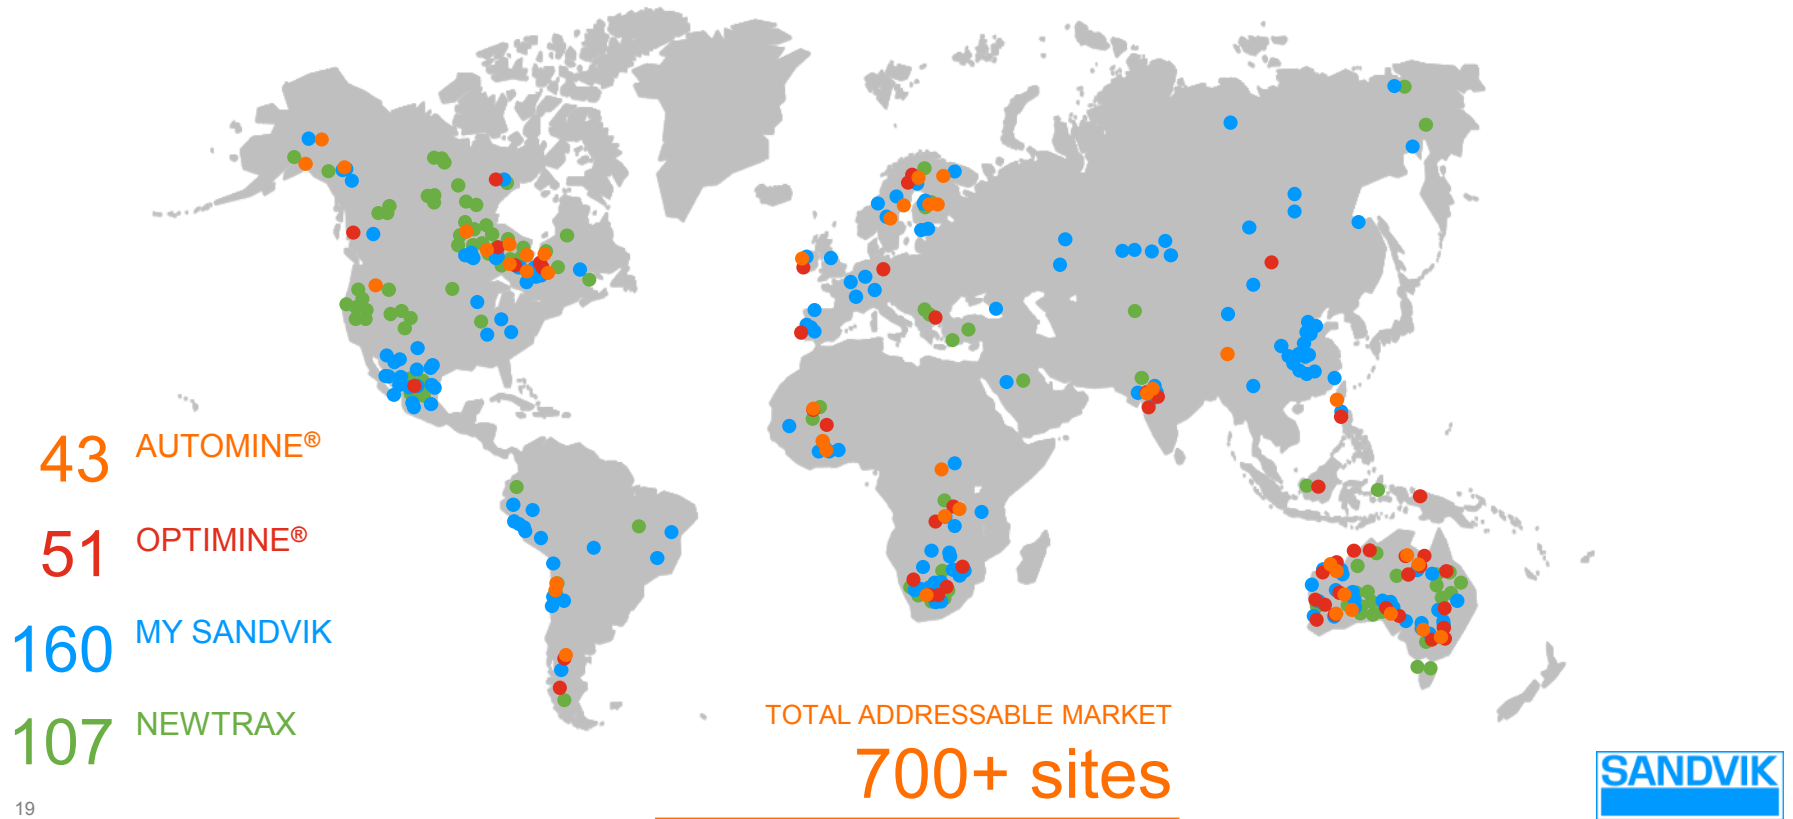 43 AUTOMINE®
51 OPTIMINE®
160 MY SANDVIK
107 NEWTRAX
TOTAL ADDRESSABLE MARKET
700+ sites
SANDVIK
19